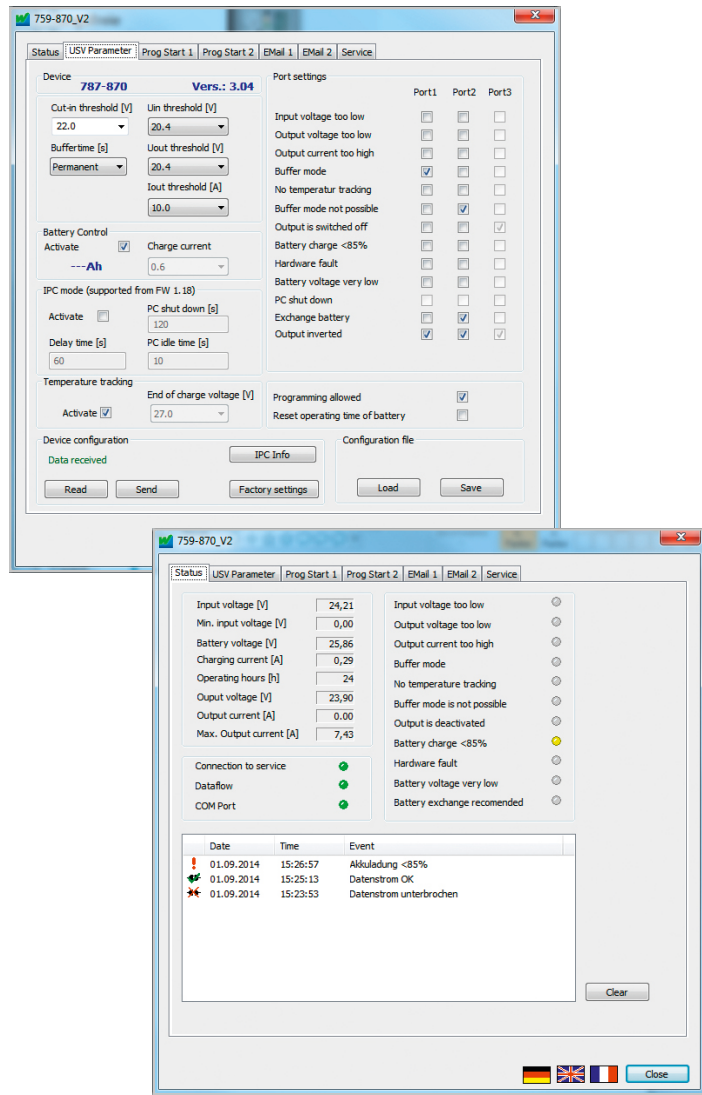 759-870_V2
Status USV Parameter Prog Start 1 Prog Start 2 EMail 1 EMail 2 Service
Device
787-870 Vers.: 3.04
Cut-in threshold [V] Uin threshold [V]
22.0 20.4
Buffertime [s] Uout threshold [V]
Permanent 20.4
Iout threshold [A]
10.0
Battery Control
Activate Charge current
---Ah 0.6
IPC mode (supported from FW 1.18)
Activate PC shut down [s]
120
Delay time [s] PC idle time [s]
60 10
Temperature tracking
End of charge voltage [V]
Activate 27.0
Port settings
Port1 Port2 Port3
Input voltage too low
Output voltage too low
Output current too high
Buffer mode
No temperatur tracking
Buffer mode not possible
Output is switched off
Battery charge <85%
Hardware fault
Battery voltage very low
PC shut down
Exchange battery
Output inverted
Programming allowed
Reset operating time of battery
Device configuration
Data received
IPC Info
Read Send Factory settings
Configuration file
Load Save
759-870_V2
Status USV Parameter Prog Start 1 Prog Start 2 EMail 1 EMail 2 Service
Input voltage [V] 24,21
Min. input voltage [V] 0,00
Battery voltage [V] 25,86
Charging current [A] 0,29
Operating hours [h] 24
Ouput voltage [V] 23,90
Output current [A] 0.00
Max. Output current [A] 7,43
Connection to service
Dataflow
COM Port
Input voltage too low
Output voltage too low
Output current too high
Buffer mode
No temperature tracking
Buffer mode is not possible
Output is deactivated
Battery charge <85%
Hardware fault
Battery voltage very low
Battery exchange recomended
Date Time Event
01.09.2014 15:26:57 Akkuladung <85%
01.09.2014 15:25:13 Datenstrom OK
01.09.2014 15:23:53 Datenstrom unterbrochen
Clear
Close